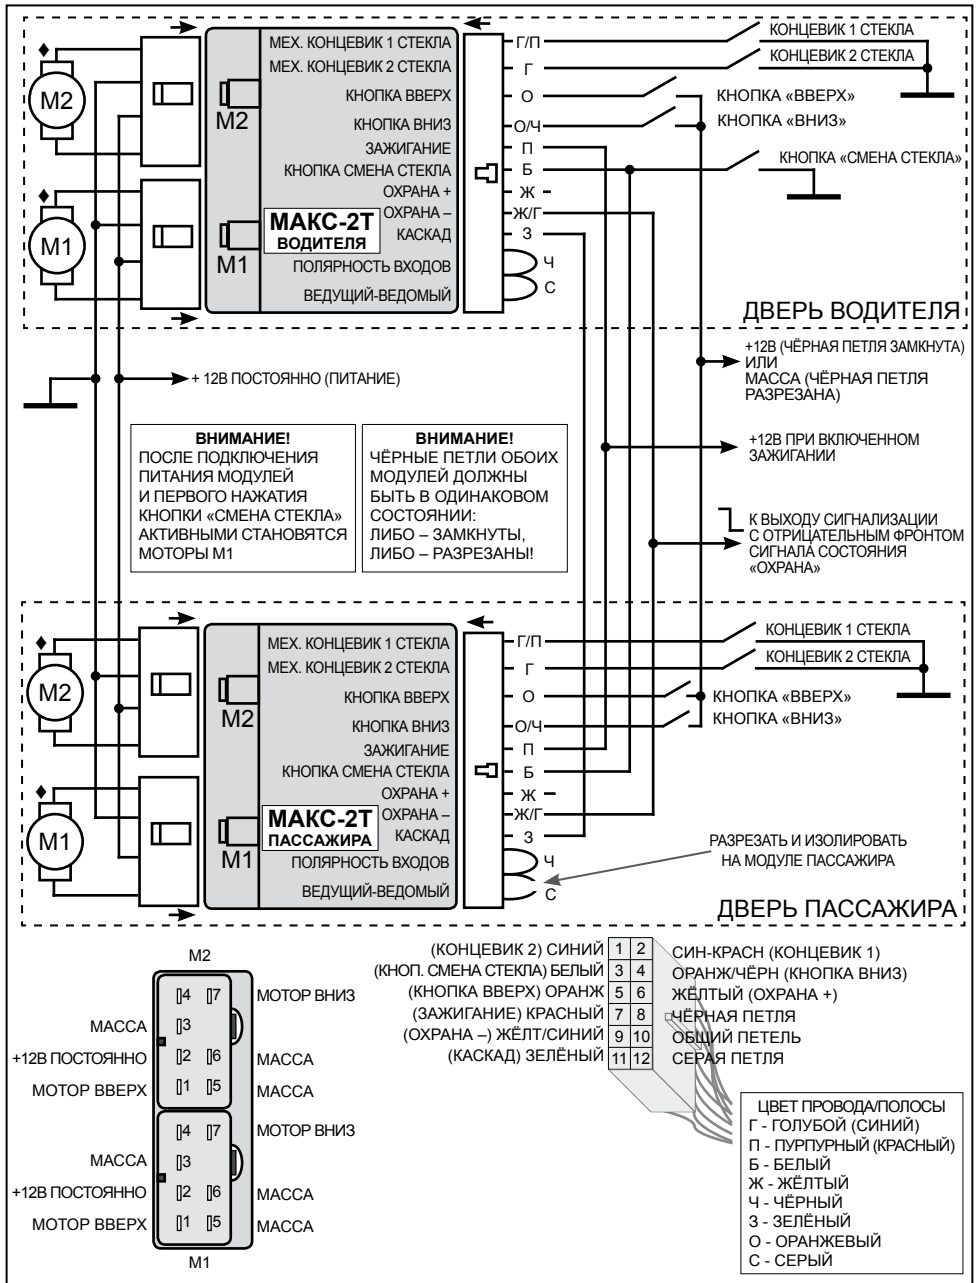 КОНЦЕВИК 1 СТЕКЛА
КОНЦЕВИК 2 СТЕКЛА
КНОПКА «ВВЕРХ»
КНОПКА «ВНИЗ»
КНОПКА «СМЕНА СТЕКЛА»
М2
М1
М2
М1
МЕХ. КОНЦЕВИК 1 СТЕКЛА
МЕХ. КОНЦЕВИК 2 СТЕКЛА
КНОПКА ВВЕРХ
КНОПКА ВНИЗ
ЗАЖИГАНИЕ
КНОПКА СМЕНА СТЕКЛА
ОХРАНА +
ОХРАНА –
КАСКАД
ПОЛЯРНОСТЬ ВХОДОВ
ВЕДУЩИЙ-ВЕДОМЫЙ
МАКС-2Т
ВОДИТЕЛЯ
Г/П
Г
О
О/Ч
П
Б
Ж
Ж/Г
З
Ч
С
ДВЕРЬ ВОДИТЕЛЯ
+ 12В ПОСТОЯННО (ПИТАНИЕ)
+12В (ЧЁРНАЯ ПЕТЛЯ ЗАМКНУТА)
ИЛИ
МАССА (ЧЁРНАЯ ПЕТЛЯ
РАЗРЕЗАНА)
+12В ПРИ ВКЛЮЧЕННОМ
ЗАЖИГАНИИ
К ВЫХОДУ СИГНАЛИЗАЦИИ
С ОТРИЦАТЕЛЬНЫМ ФРОНТОМ
СИГНАЛА СОСТОЯНИЯ
«ОХРАНА»
ВНИМАНИЕ!
ПОСЛЕ ПОДКЛЮЧЕНИЯ
ПИТАНИЯ МОДУЛЕЙ
И ПЕРВОГО НАЖАТИЯ
КНОПКИ «СМЕНА СТЕКЛА»
АКТИВНЫМИ СТАНОВЯТСЯ
МОТОРЫ М1
ВНИМАНИЕ!
ЧЁРНЫЕ ПЕТЛИ ОБОИХ
МОДУЛЕЙ ДОЛЖНЫ
БЫТЬ В ОДИНАКОВОМ
СОСТОЯНИИ:
ЛИБО – ЗАМКНУТЫ,
ЛИБО – РАЗРЕЗАНЫ!
М2
М1
М2
М1
МЕХ. КОНЦЕВИК 1 СТЕКЛА
МЕХ. КОНЦЕВИК 2 СТЕКЛА
КНОПКА ВВЕРХ
КНОПКА ВНИЗ
ЗАЖИГАНИЕ
КНОПКА СМЕНА СТЕКЛА
ОХРАНА +
ОХРАНА –
КАСКАД
ПОЛЯРНОСТЬ ВХОДОВ
ВЕДУЩИЙ-ВЕДОМЫЙ
МАКС-2Т
ПАССАЖИРА
Г/П
Г
О
О/Ч
П
Б
Ж
Ж/Г
З
Ч
С
КОНЦЕВИК 1 СТЕКЛА
КОНЦЕВИК 2 СТЕКЛА
КНОПКА «ВВЕРХ»
КНОПКА «ВНИЗ»
РАЗРЕЗАТЬ И ИЗОЛИРОВАТЬ
НА МОДУЛЕ ПАССАЖИРА
ДВЕРЬ ПАССАЖИРА
М2
4 7 МОТОР ВНИЗ
МАССА 3
+12В ПОСТОЯННО 2 6 МАССА
МОТОР ВВЕРХ 1 5 МАССА
4 7 МОТОР ВНИЗ
МАССА 3
+12В ПОСТОЯННО 2 6 МАССА
МОТОР ВВЕРХ 1 5 МАССА
М1
(КОНЦЕВИК 2) СИНИЙ 1 2 СИН-КРАСН (КОНЦЕВИК 1)
(КНОП. СМЕНА СТЕКЛА) БЕЛЫЙ 3 4 ОРАНЖ/ЧЁРН (КНОПКА ВНИЗ)
(КНОПКА ВВЕРХ) ОРАНЖ 5 6 ЖЁЛТЫЙ (ОХРАНА +)
(ЗАЖИГАНИЕ) КРАСНЫЙ 7 8 ЧЁРНАЯ ПЕТЛЯ
(ОХРАНА –) ЖЁЛТ/СИНИЙ 9 10 ОБЩИЙ ПЕТЕЛЬ
(КАСКАД) ЗЕЛЁНЫЙ 11 12 СЕРАЯ ПЕТЛЯ
ЦВЕТ ПРОВОДА/ПОЛОСЫ
Г - ГОЛУБОЙ (СИНИЙ)
П - ПУРПУРНЫЙ (КРАСНЫЙ)
Б - БЕЛЫЙ
Ж - ЖЁЛТЫЙ
Ч - ЧЁРНЫЙ
З - ЗЕЛЁНЫЙ
О - ОРАНЖЕВЫЙ
С - СЕРЫЙ